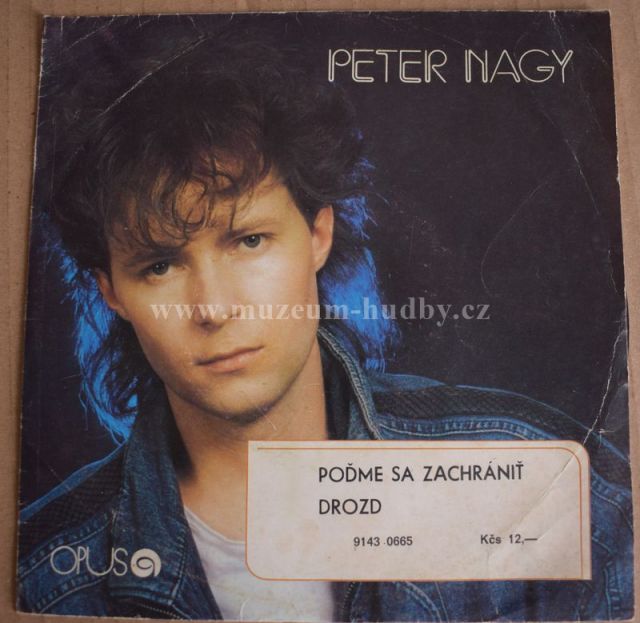 PETER NAGY
www.muzeum-hudby.cz
POĎME SA ZACHRÁNIŤ
DROZD
9143 0665 Kčs 12,—
OPUS